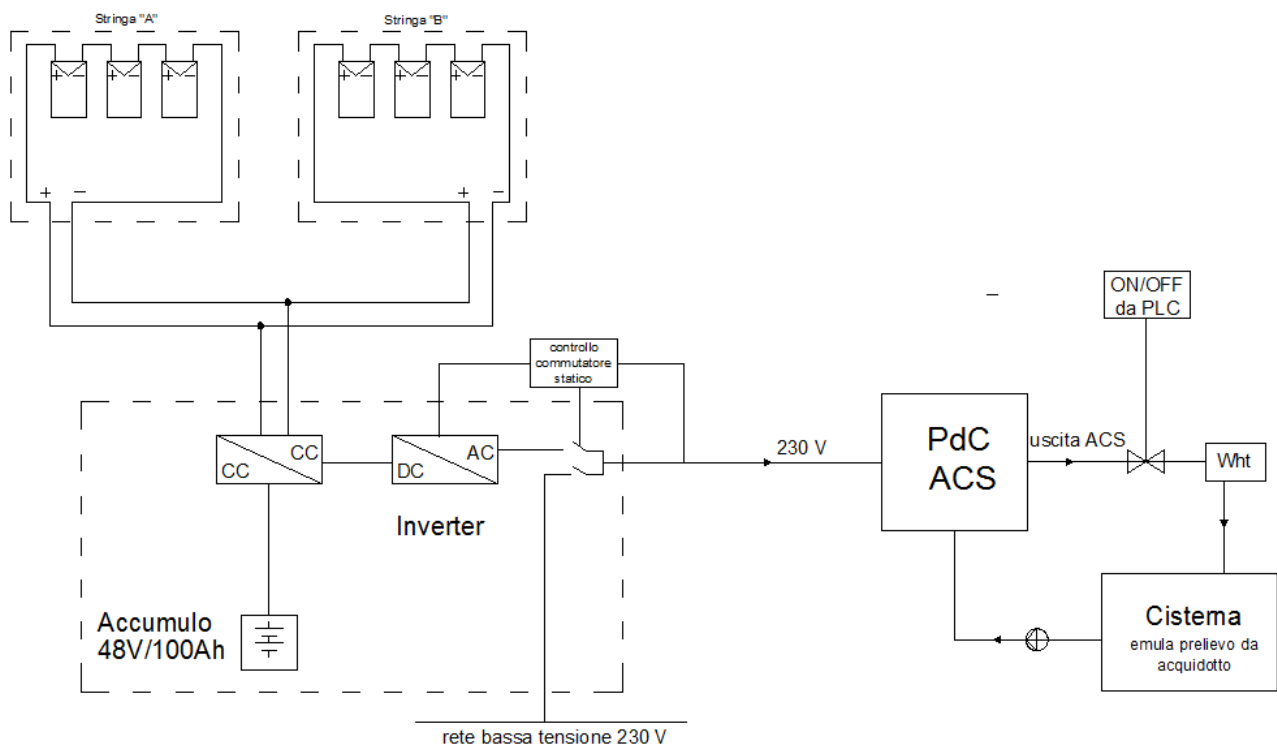 Stringa "A"
Stringa "B"
+ − + − + −
+ − + − + −
+ −
+ −
controllo
commutatore
statico
ON/OFF
da PLC
CC
CC
AC
DC
Inverter
230 V
PdC
ACS
uscita ACS
Wht
Accumulo
48V/100Ah
Cisterna
emula prelievo da
acquidotto
rete bassa tensione 230 V